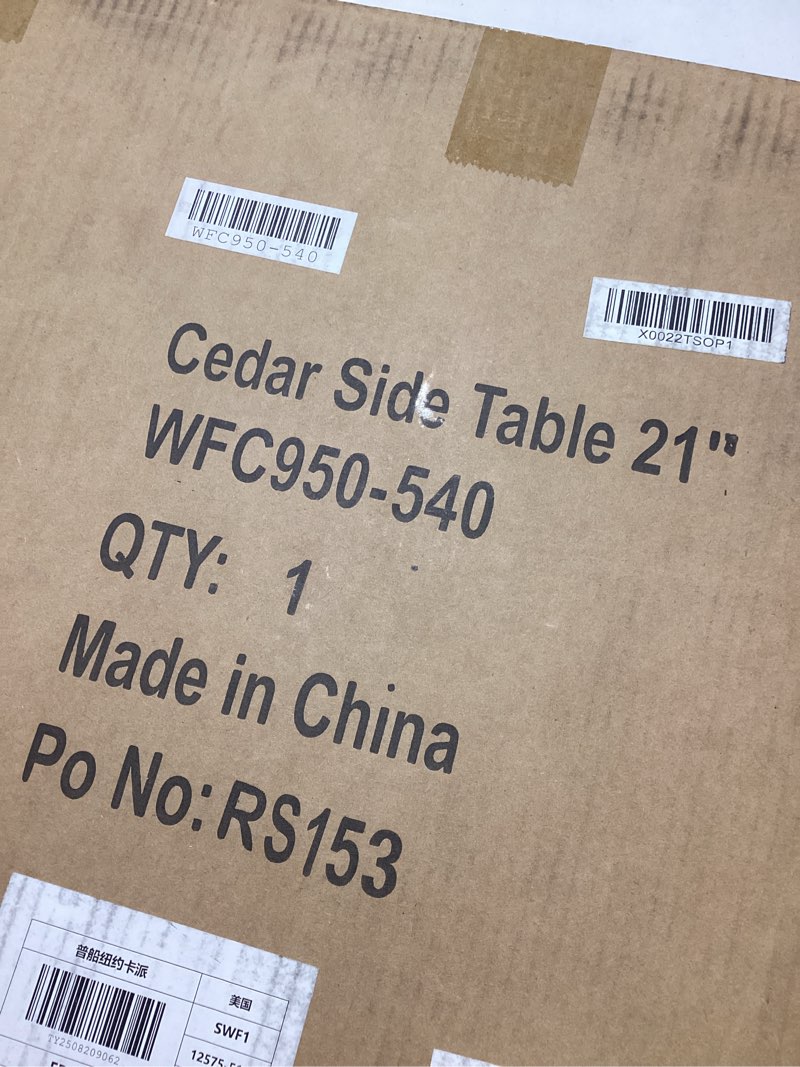 WFC950-540
X0022TSOP1
Cedar Side Table 21"
WFC950-540
QTY: 1
Made in China
Po No: RS153
普船纽约卡派
美国
SWF1
TY2508209062